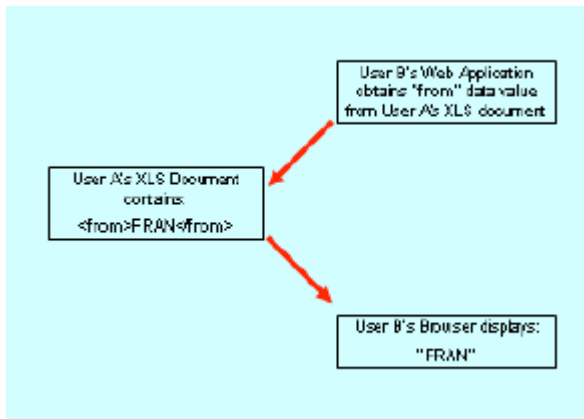 User B's Web Application
obtains "from" data value
from User A's XLS document
User A's XLS Document
contains:
<from>FRAN</from>
User B's Browser displays:
"FRAN"